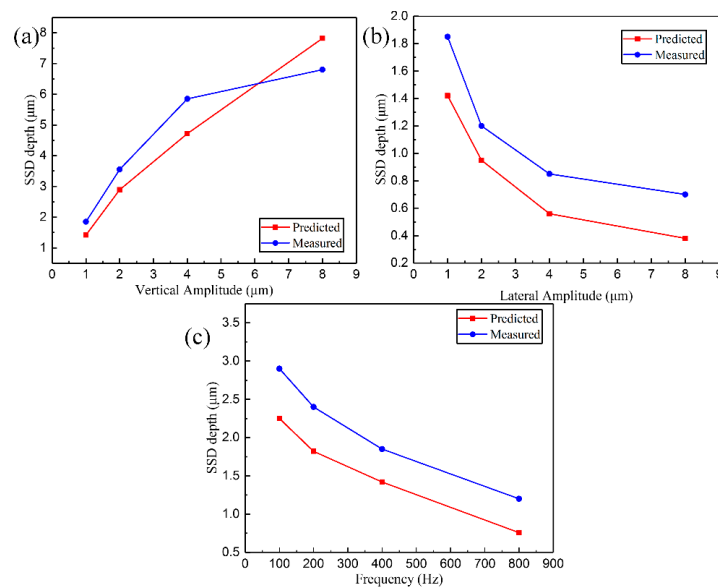 (a)
8
7
6
5
4
3
2
1
SSD depth (μm)
Predicted
Measured
0 1 2 3 4 5 6 7 8 9
Vertical Amplitude (μm)
(b)
2.0
1.8
1.6
1.4
1.2
1.0
0.8
0.6
0.4
0.2
SSD depth (μm)
Predicted
Measured
0 1 2 3 4 5 6 7 8 9
Lateral Amplitude (μm)
(c)
3.5
3.0
2.5
2.0
1.5
1.0
0.5
SSD depth (μm)
Predicted
Measured
0 100 200 300 400 500 600 700 800 900
Frequency (Hz)